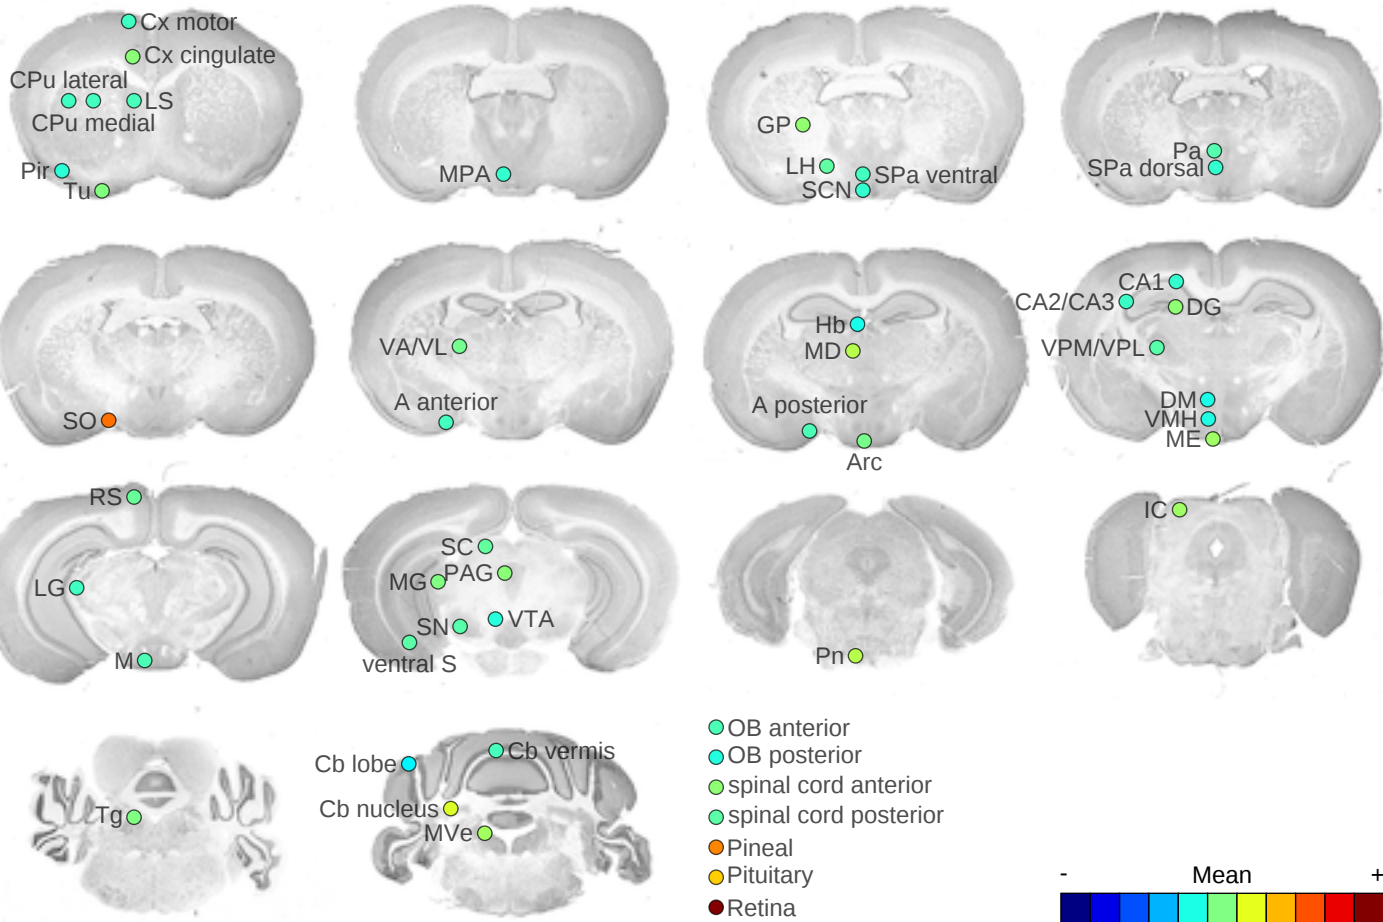 Cx motor
Cx cingulate
CPu lateral
LS
CPu medial
Pir
Tu
MPA
GP
LH
SPa ventral
SCN
Pa
SPa dorsal
SO
VA/VL
A anterior
Hb
MD
A posterior
Arc
CA1
CA2/CA3
DG
VPM/VPL
DM
VMH
ME
RS
LG
M
SC
PAG
MG
VTA
SN
ventral S
Pn
IC
Tg
Cb vermis
Cb lobe
Cb nucleus
MVe
OB anterior
OB posterior
spinal cord anterior
spinal cord posterior
Pineal
Pituitary
Retina
- Mean +